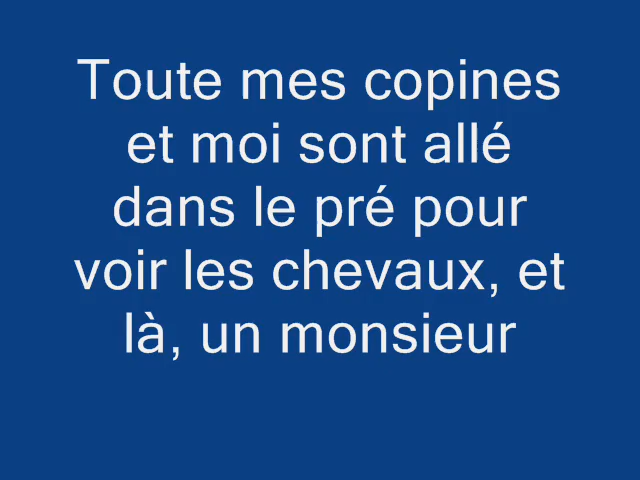 Toute mes copines
et moi sont allé
dans le pré pour
voir les chevaux, et
là, un monsieur